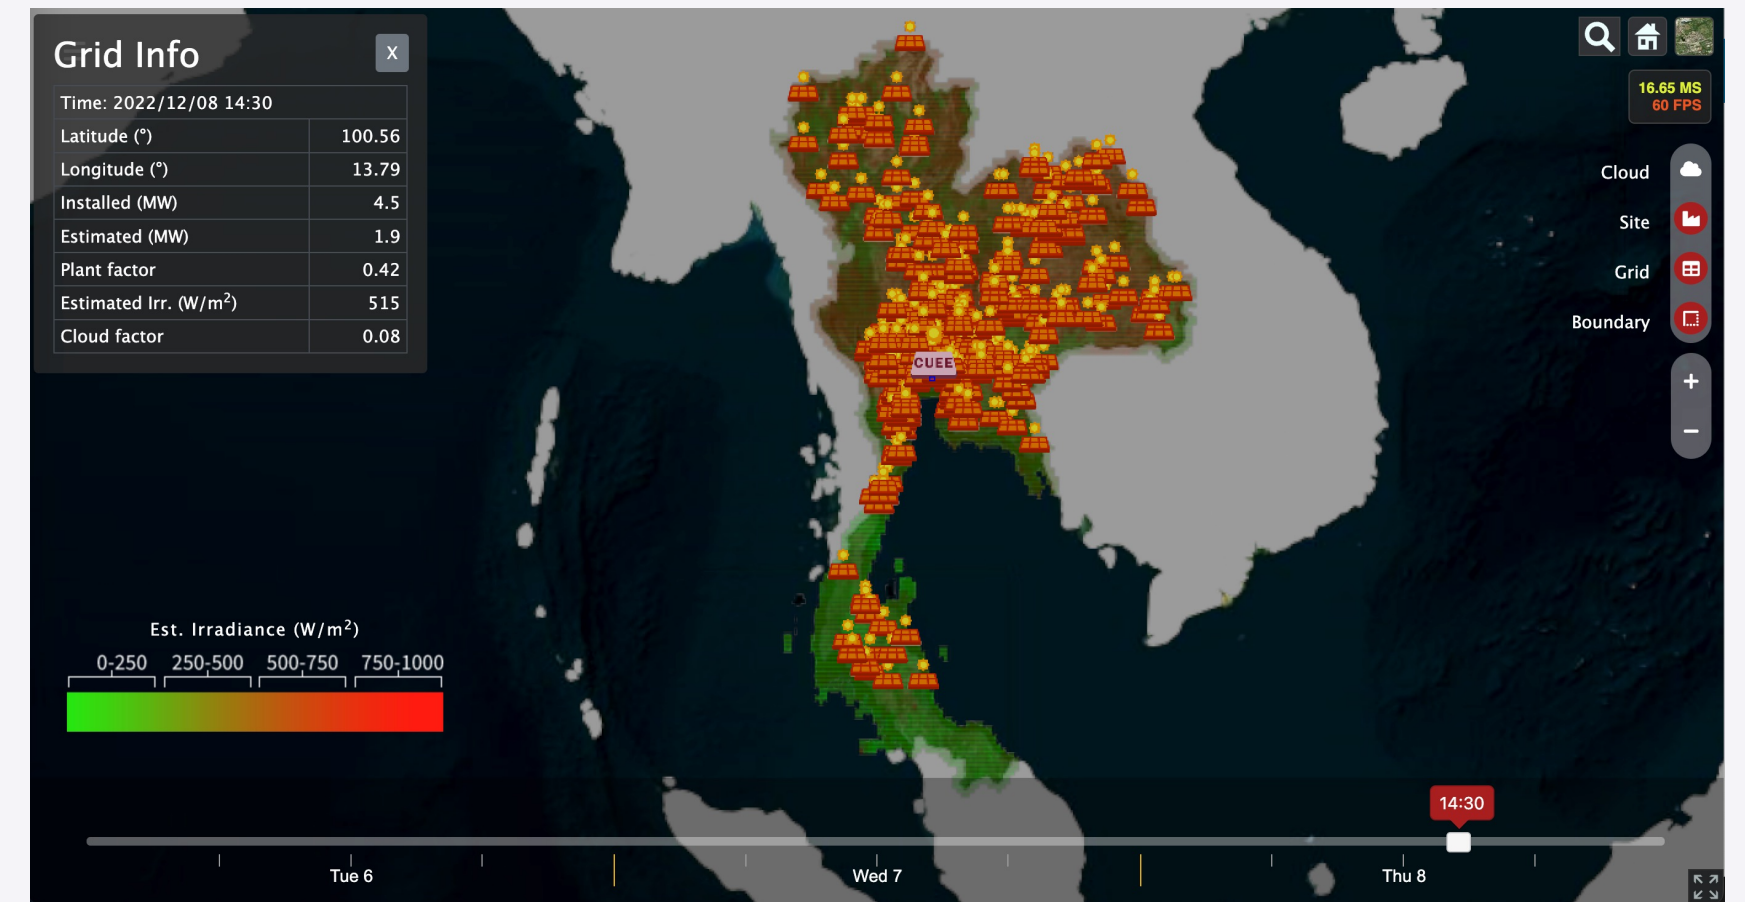 Grid Info
X
Time: 2022/12/08 14:30
Latitude (°) 100.56
Longitude (°) 13.79
Installed (MW) 4.5
Estimated (MW) 1.9
Plant factor 0.42
Estimated Irr. (W/m²) 515
Cloud factor 0.08
16.65 MS
60 FPS
Cloud
Site
Grid
Boundary
+
−
CUEE
Est. Irradiance (W/m²)
0-250 250-500 500-750 750-1000
14:30
Tue 6 Wed 7 Thu 8